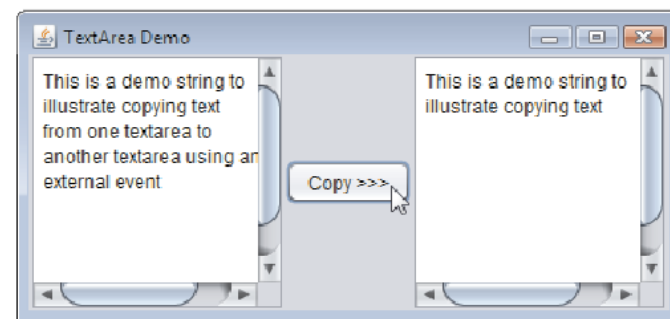 TextArea Demo
This is a demo string to
illustrate copying text
from one textarea to
another textarea using an
external event
Copy >>>
This is a demo string to
illustrate copying text